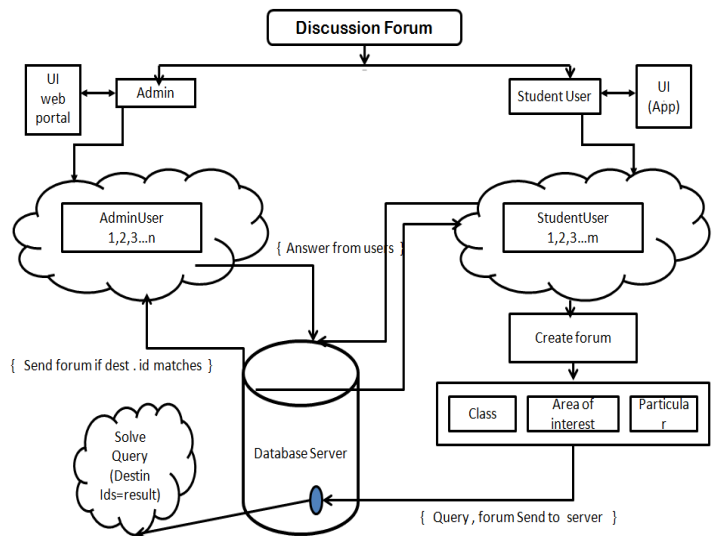 Discussion Forum
UI
web
portal
Admin
Student User
UI
(App)
AdminUser
1,2,3...n
StudentUser
1,2,3...m
{ Answer from users }
Create forum
{ Send forum if dest . id matches }
Class
Area of
interest
Particula
r
Solve
Query
(Destin
Ids=result)
Database Server
{ Query , forum Send to server }